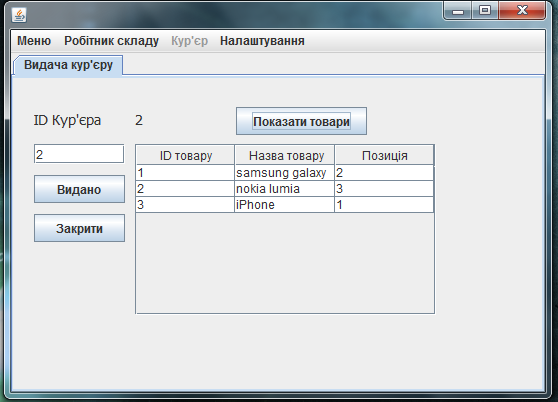 Меню Робітник складу Кур'єр Налаштування
Видача кур'єру
ID Кур'єра 2 Показати товари
2
Видано
Закрити
ID товару Назва товару Позиція
1 samsung galaxy 2
2 nokia lumia 3
3 iPhone 1